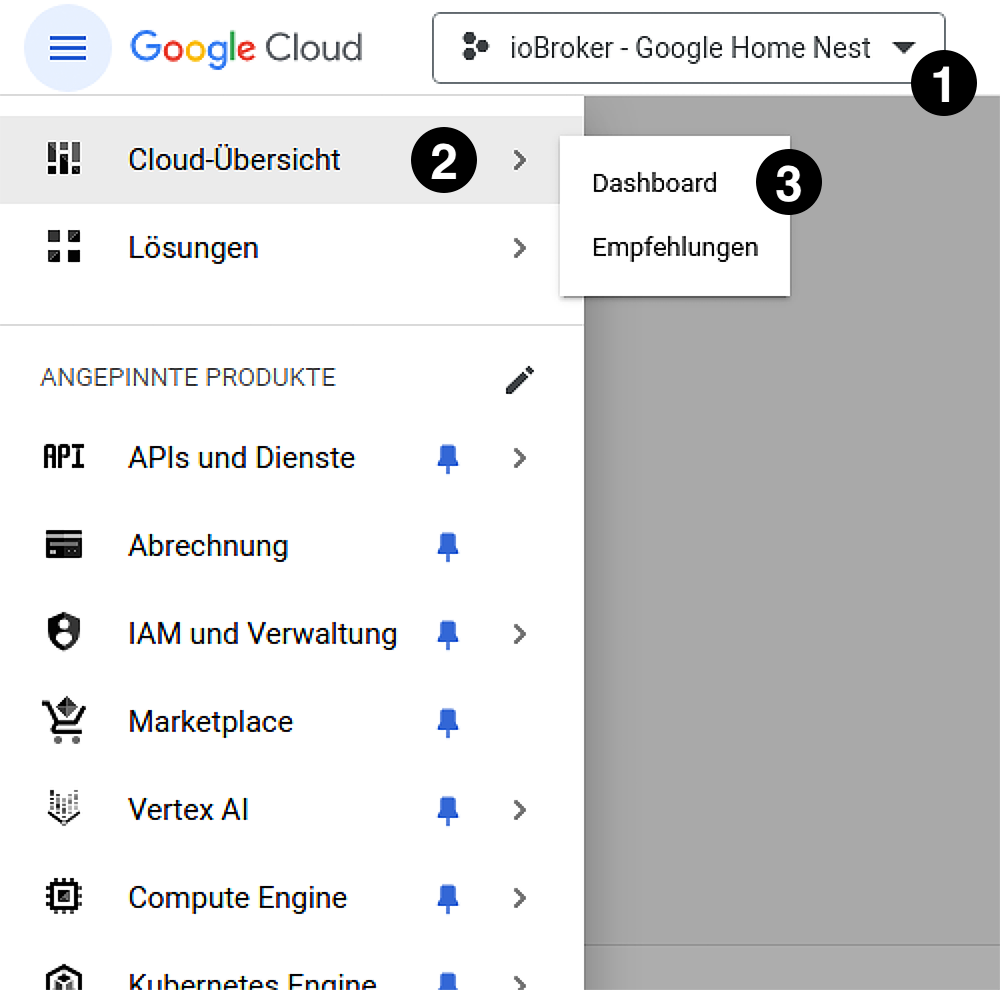 Google Cloud
ioBroker - Google Home Nest
1
Cloud-Übersicht
2
Dashboard
3
Lösungen
Empfehlungen
ANGEPINNTE PRODUKTE
API
APIs und Dienste
Abrechnung
IAM und Verwaltung
Marketplace
Vertex AI
Compute Engine
Kubernetes Engine